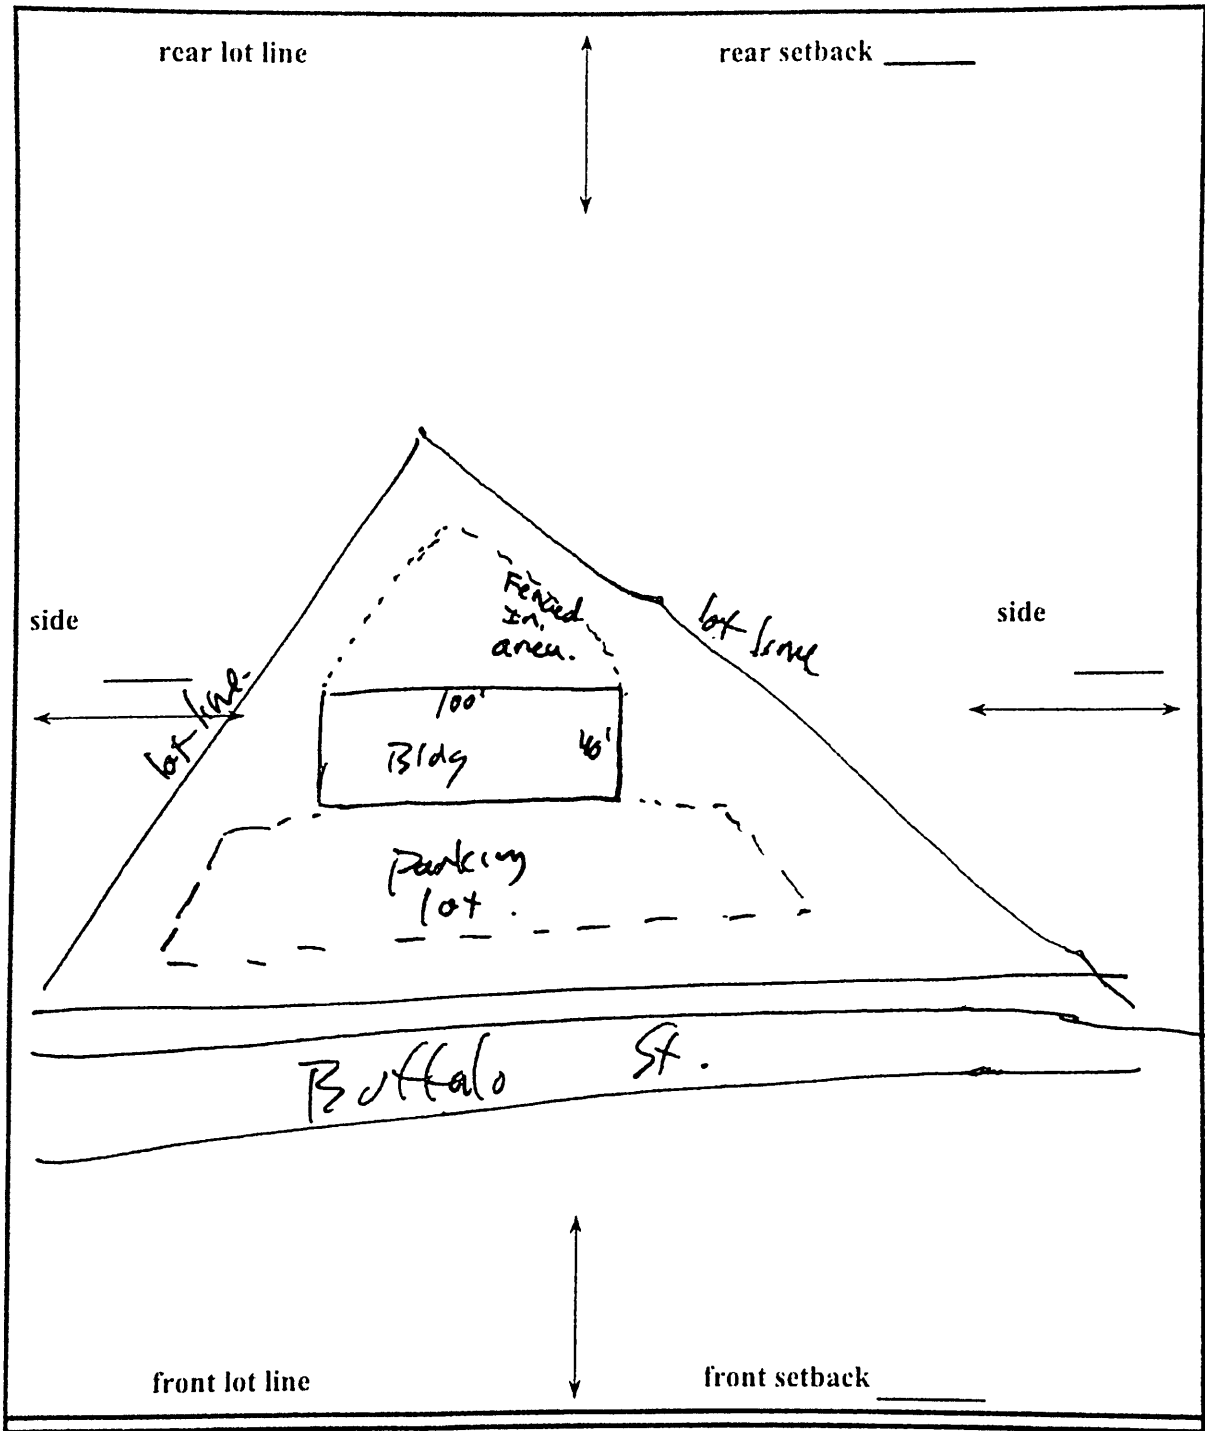 rear lot line
rear setback
Fenced
In.
area.
side
lot line
side
lot line.
100'
40'
Bldg
parking
lot.
Buffalo St.
front lot line
front setback